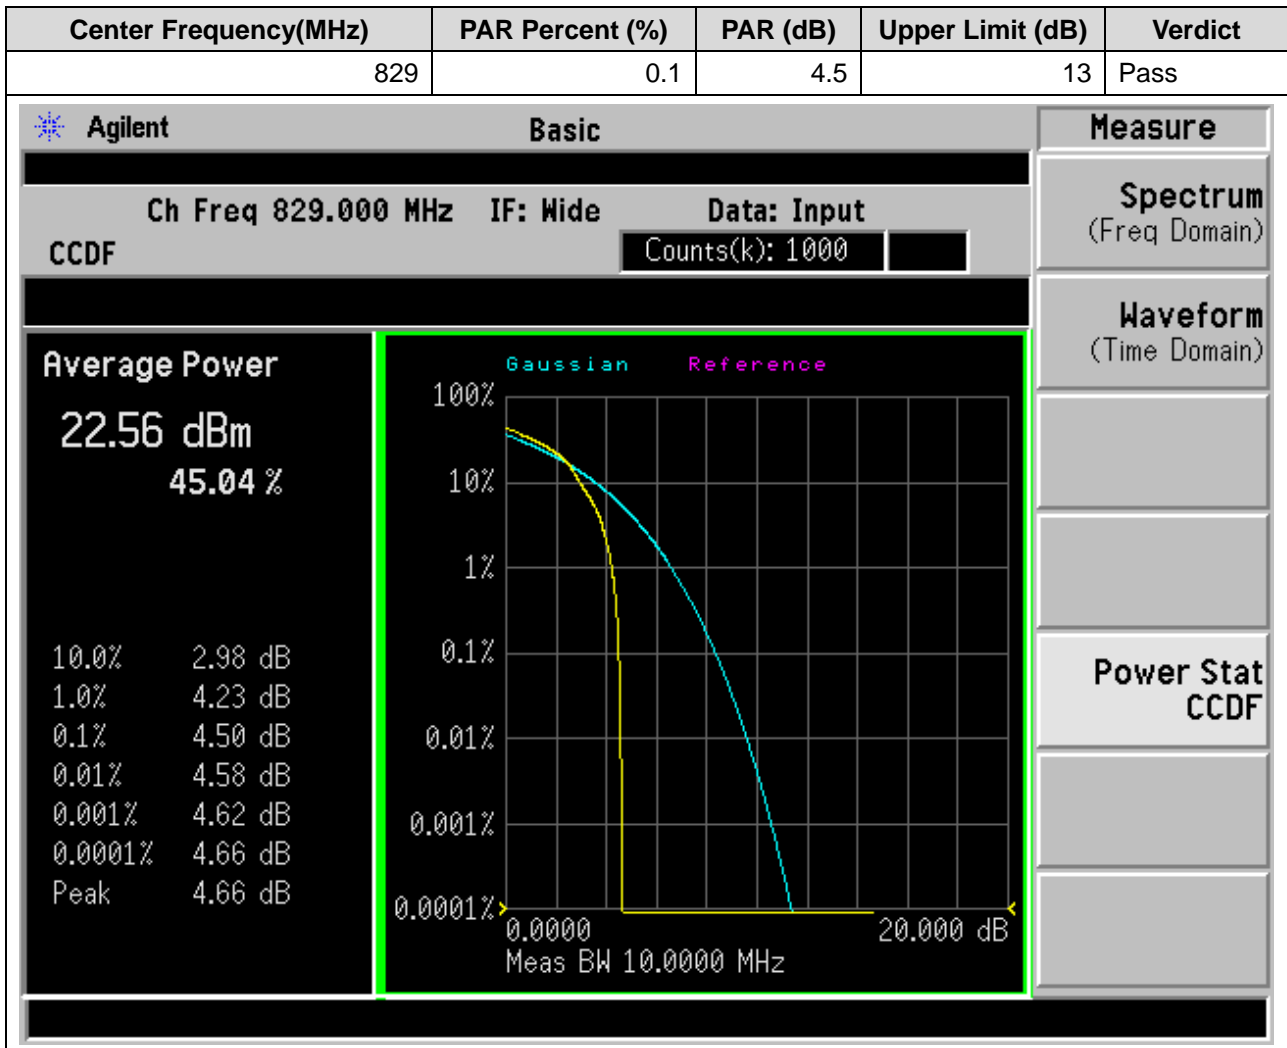 Center Frequency(MHz) PAR Percent (%) PAR (dB) Upper Limit (dB) Verdict
829 0.1 4.5 13 Pass
Agilent Basic Measure
Ch Freq 829.000 MHz IF: Wide Data: Input
CCDF Counts(k): 1000
Spectrum
(Freq Domain)
Waveform
(Time Domain)
Power Stat
CCDF
Average Power
22.56 dBm
45.04 %
10.0% 2.98 dB
1.0% 4.23 dB
0.1% 4.50 dB
0.01% 4.58 dB
0.001% 4.62 dB
0.0001% 4.66 dB
Peak 4.66 dB
Gaussian Reference
100%
10%
1%
0.1%
0.01%
0.001%
0.0001%
0.0000 20.000 dB
Meas BW 10.0000 MHz